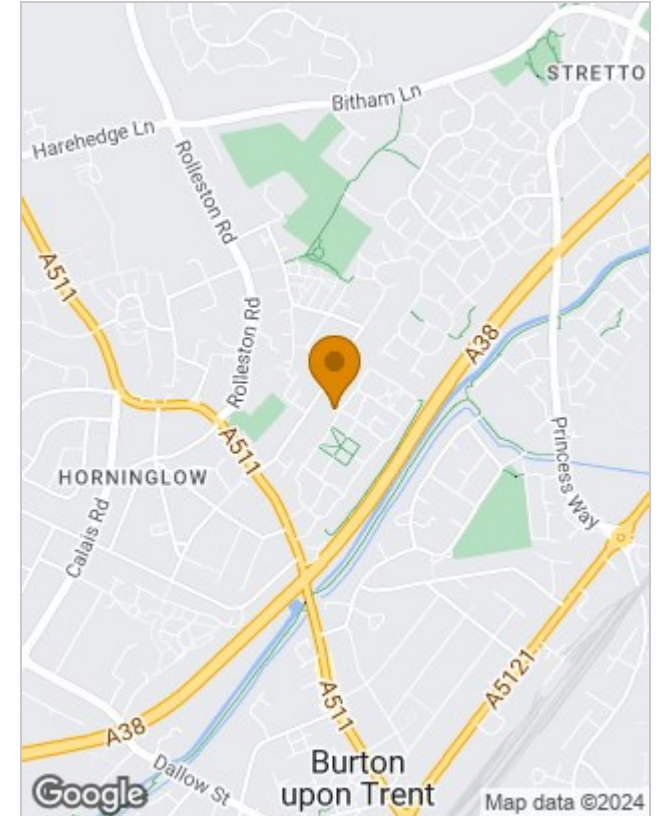 STRETTO
Bitham Ln
Harehedge Ln
Rolleston Rd
A511
A38
Rolleston Rd
A511
HORNINGLOW
Princess Way
Calais Rd
A5121
A511
A38
Dallow St
Burton
upon Trent
Google
Map data ©2024